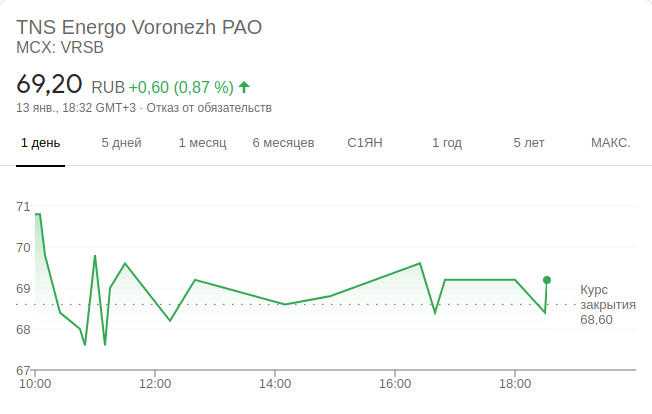 TNS Energo Voronezh PAO
MCX: VRSB
69,20 RUB +0,60 (0,87 %)
13 янв., 18:32 GMT+3 · Отказ от обязательств
1 день 5 дней 1 месяц 6 месяцев С1ЯН 1 год 5 лет МАКС.
71
70
69
68
67
Курс
закрытия
68,60
10:00 12:00 14:00 16:00 18:00